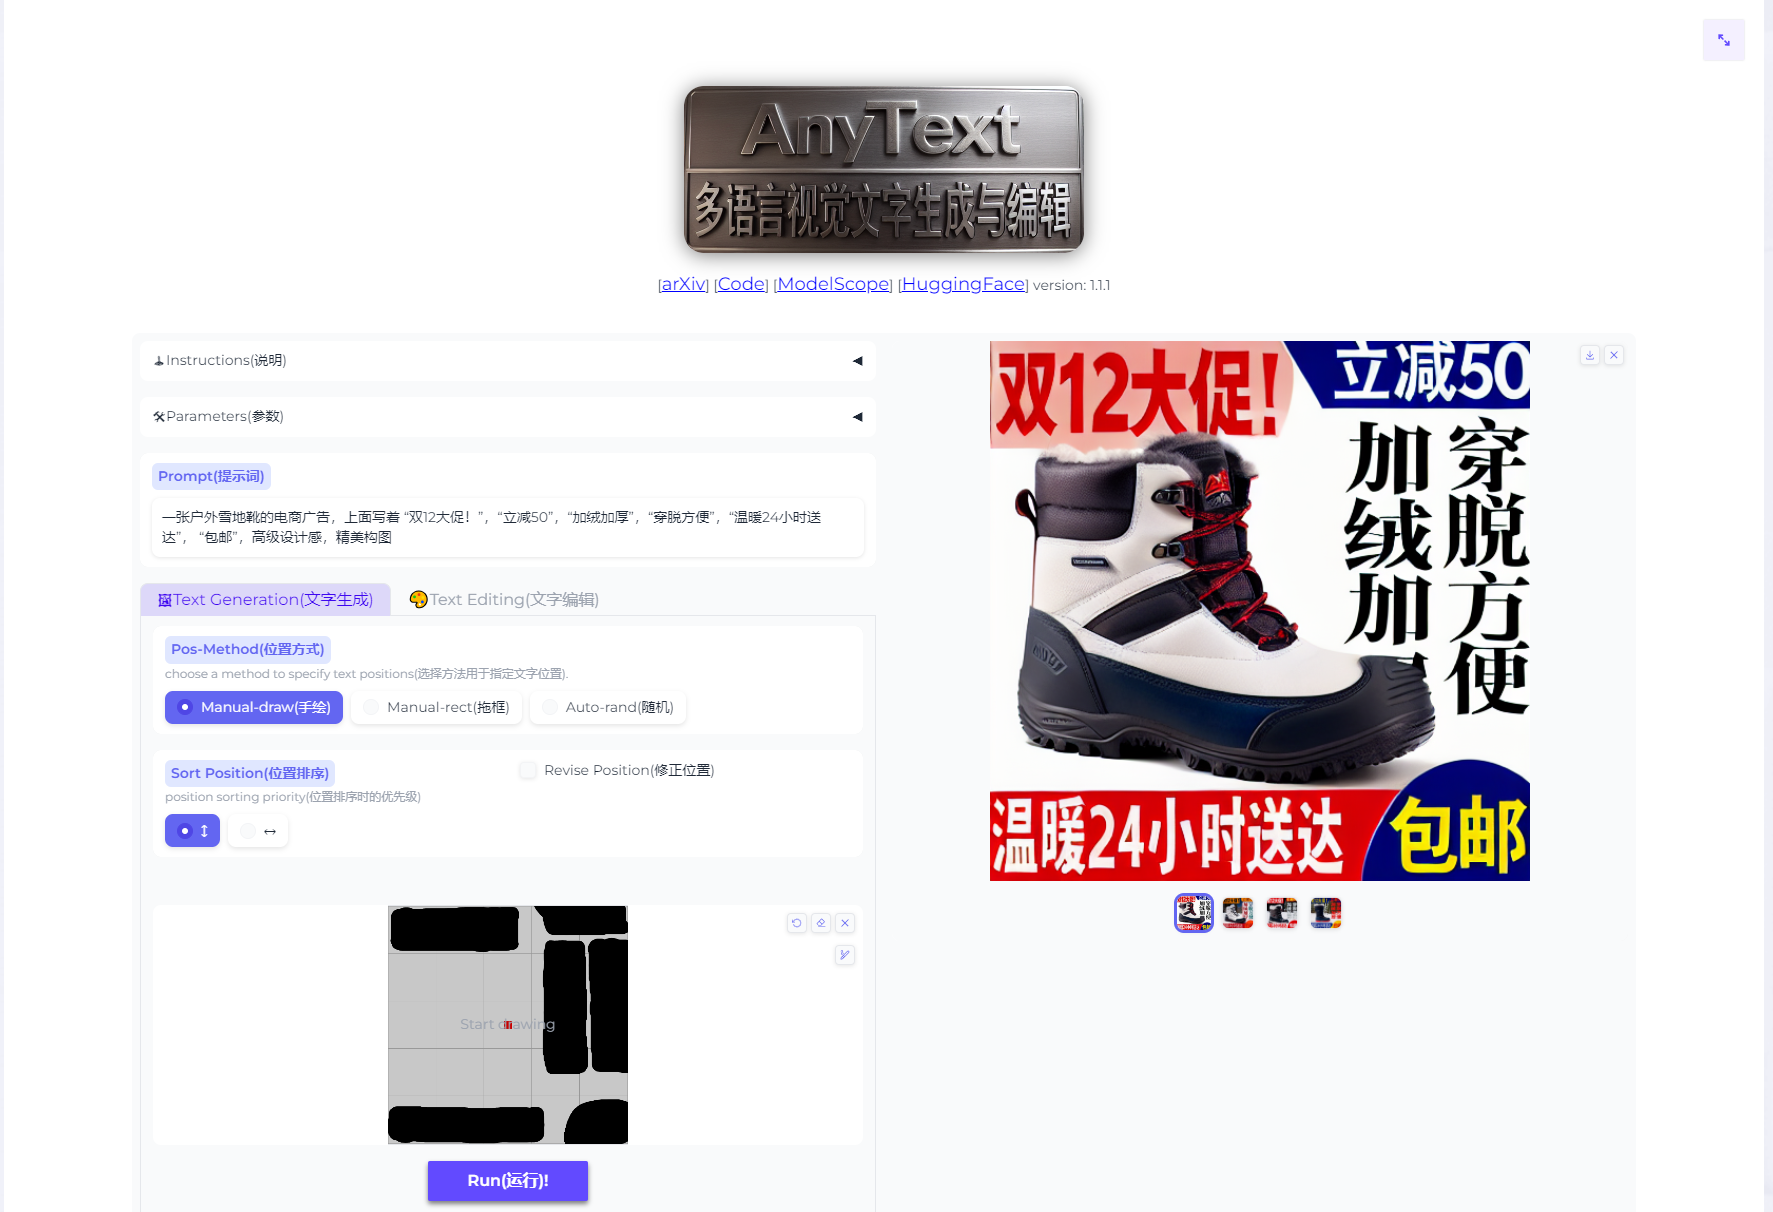 AnyText
多语言视觉文字生成与编辑
[arXiv] [Code] [ModelScope] [HuggingFace] version: 1.1.1
Instructions(说明)
Parameters(参数)
Prompt(提示词)
一张户外雪地靴的电商广告，上面写着 “双12大促！”，“立减50”，“加绒加厚”，“穿脱方便”，“温暖24小时送
达”， “包邮”，高级设计感，精美构图
Text Generation(文字生成)
Text Editing(文字编辑)
Pos-Method(位置方式)
choose a method to specify text positions(选择方法用于指定文字位置).
Manual-draw(手绘)
Manual-rect(拖框)
Auto-rand(随机)
Sort Position(位置排序)
Revise Position(修正位置)
position sorting priority(位置排序时的优先级)
↕
↔
Start drawing
Run(运行)!
双12大促！
立减50
穿脱方便
加绒加
温暖24小时送达
包邮